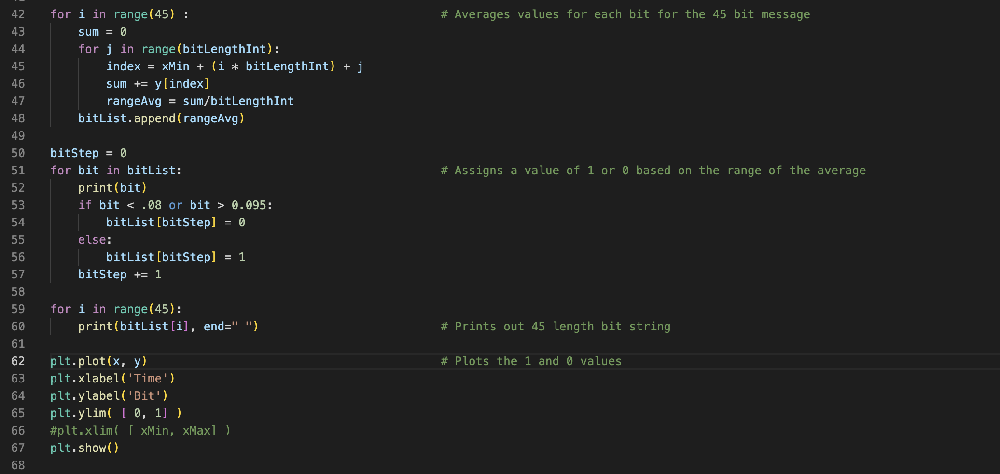 42 for i in range(45) : # Averages values for each bit for the 45 bit message
43 sum = 0
44 for j in range(bitLengthInt):
45 index = xMin + (i * bitLengthInt) + j
46 sum += y[index]
47 rangeAvg = sum/bitLengthInt
48 bitList.append(rangeAvg)
49
50 bitStep = 0
51 for bit in bitList: # Assigns a value of 1 or 0 based on the range of the average
52 print(bit)
53 if bit < .08 or bit > 0.095:
54 bitList[bitStep] = 0
55 else:
56 bitList[bitStep] = 1
57 bitStep += 1
58
59 for i in range(45):
60 print(bitList[i], end=" ") # Prints out 45 length bit string
61
62 plt.plot(x, y) # Plots the 1 and 0 values
63 plt.xlabel('Time')
64 plt.ylabel('Bit')
65 plt.ylim( [ 0, 1] )
66 #plt.xlim( [ xMin, xMax] )
67 plt.show()
68